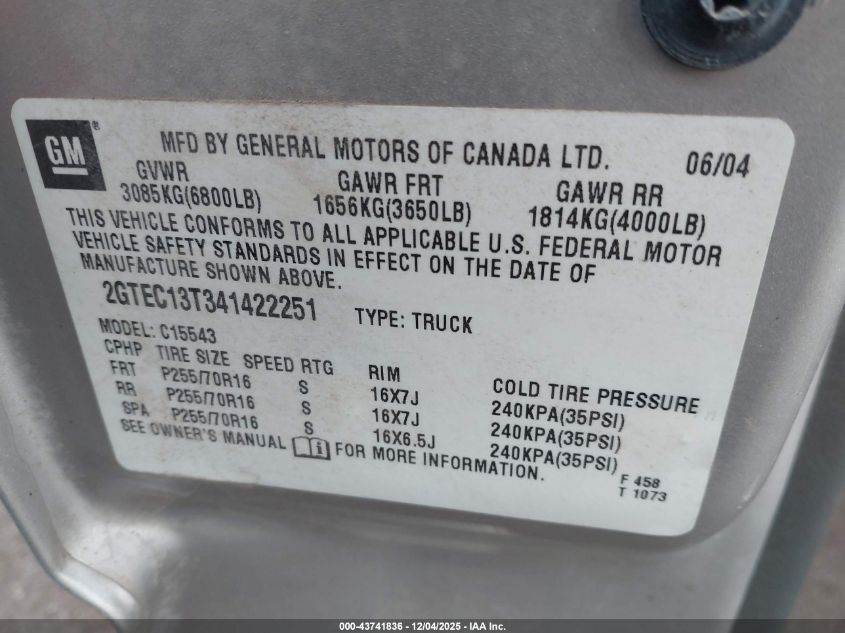 GM ®
MFD BY GENERAL MOTORS OF CANADA LTD. 06/04
GVWR GAWR FRT GAWR RR
3085KG(6800LB) 1656KG(3650LB) 1814KG(4000LB)
THIS VEHICLE CONFORMS TO ALL APPLICABLE U.S. FEDERAL MOTOR
VEHICLE SAFETY STANDARDS IN EFFECT ON THE DATE OF
MANUFACTURE SHOWN ABOVE.
2GTEC13T341422251 TYPE: TRUCK
MODEL: C15543
CPHP TIRE SIZE SPEED RTG RIM COLD TIRE PRESSURE
FRT P255/70R16 S 16X7J 240KPA(35PSI)
RR P255/70R16 S 16X7J 240KPA(35PSI)
SPA P255/70R16 S 16X6.5J 240KPA(35PSI)
SEE OWNER'S MANUAL i FOR MORE INFORMATION.
F 458
T 1073
000-43741836 - 12/04/2025 - IAA Inc.